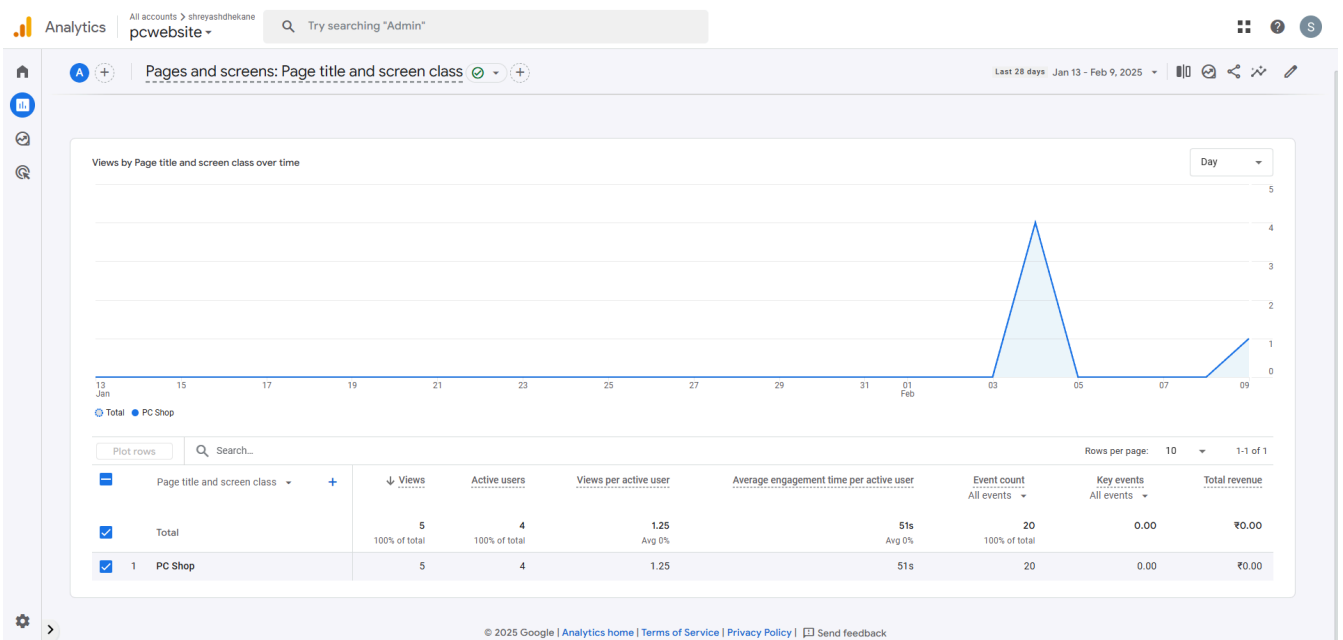 Analytics
All accounts > shreyashdhekane
pcwebsite
Try searching "Admin"
S
A
Pages and screens: Page title and screen class
Last 28 days Jan 13 - Feb 9, 2025
Views by Page title and screen class over time
Day
5
4
3
2
1
0
13 15 17 19 21 23 25 27 29 31 01 03 05 07 09
Jan Feb
Total PC Shop
Plot rows Search... Rows per page: 10 1-1 of 1
Page title and screen class + Views Active users Views per active user Average engagement time per active user Event count Key events Total revenue
All events All events
Total 5 4 1.25 51s 20 0.00 ₹0.00
100% of total 100% of total Avg 0% Avg 0% 100% of total
1 PC Shop 5 4 1.25 51s 20 0.00 ₹0.00
© 2025 Google | Analytics home | Terms of Service | Privacy Policy | Send feedback